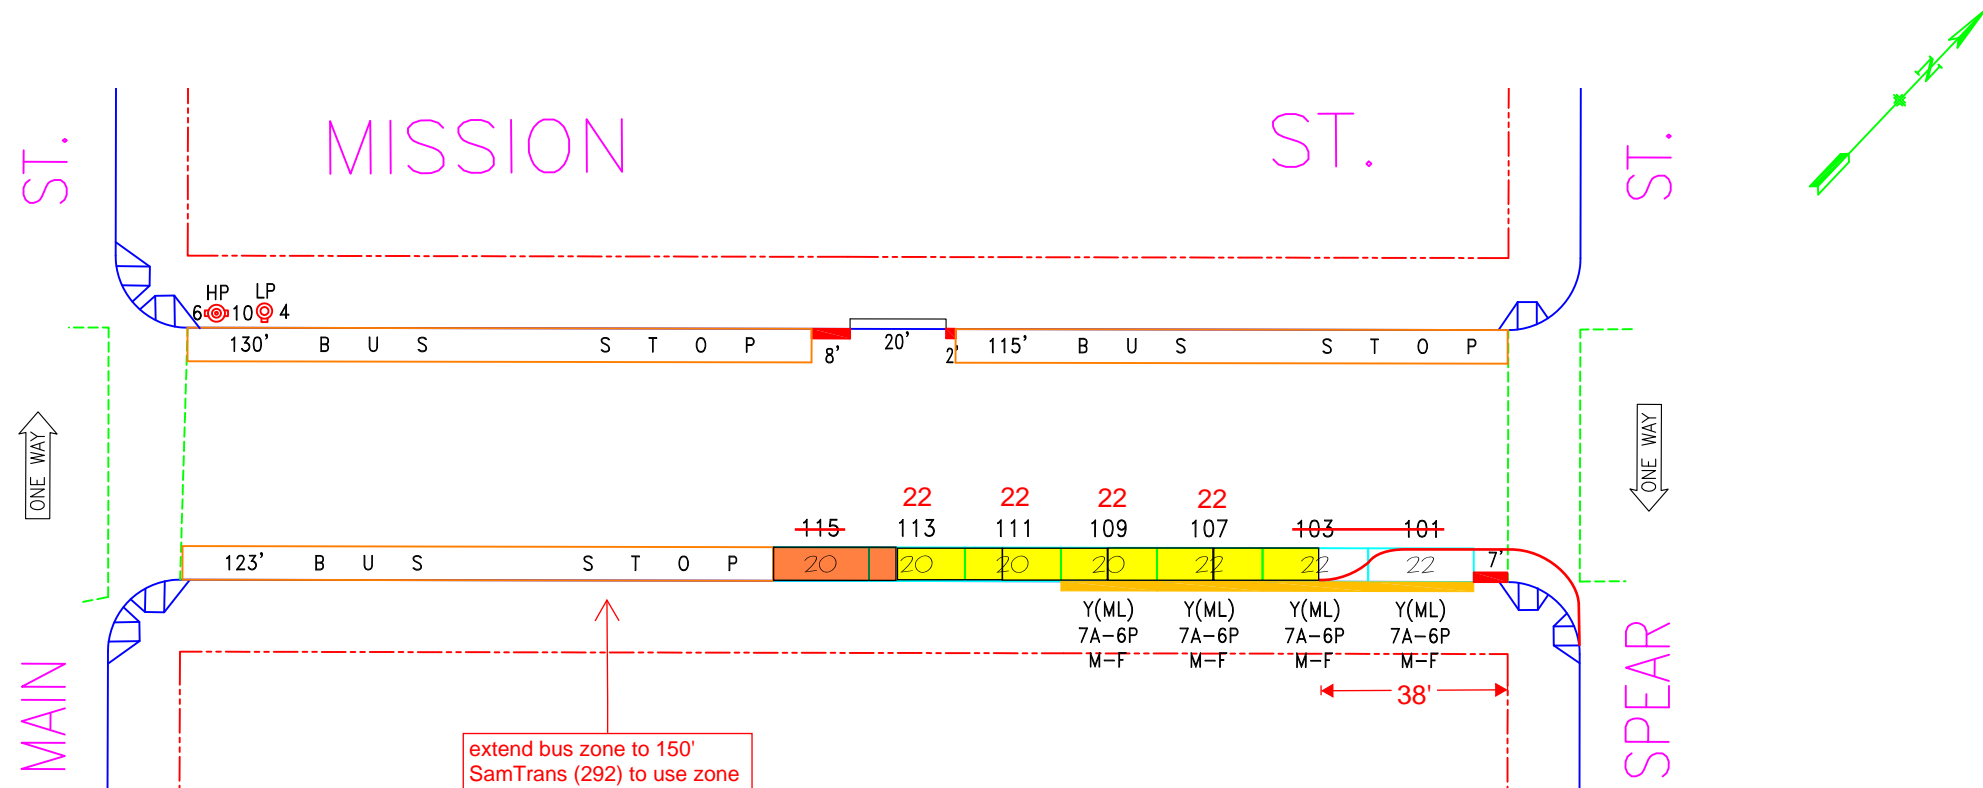 N
MISSION ST.
ST.
ST.
HP LP
6 10 4
130' BUS STOP
8'
20'
2'
115' BUS STOP
ONE WAY
ONE WAY
22 22 22 22
115 113 111 109 107 103 101
123' BUS STOP
20 20 20 20 22 22 22
7'
Y(ML) Y(ML) Y(ML) Y(ML)
7A-6P 7A-6P 7A-6P 7A-6P
M-F M-F M-F M-F
38'
MAIN
SPEAR
extend bus zone to 150'
SamTrans (292) to use zone